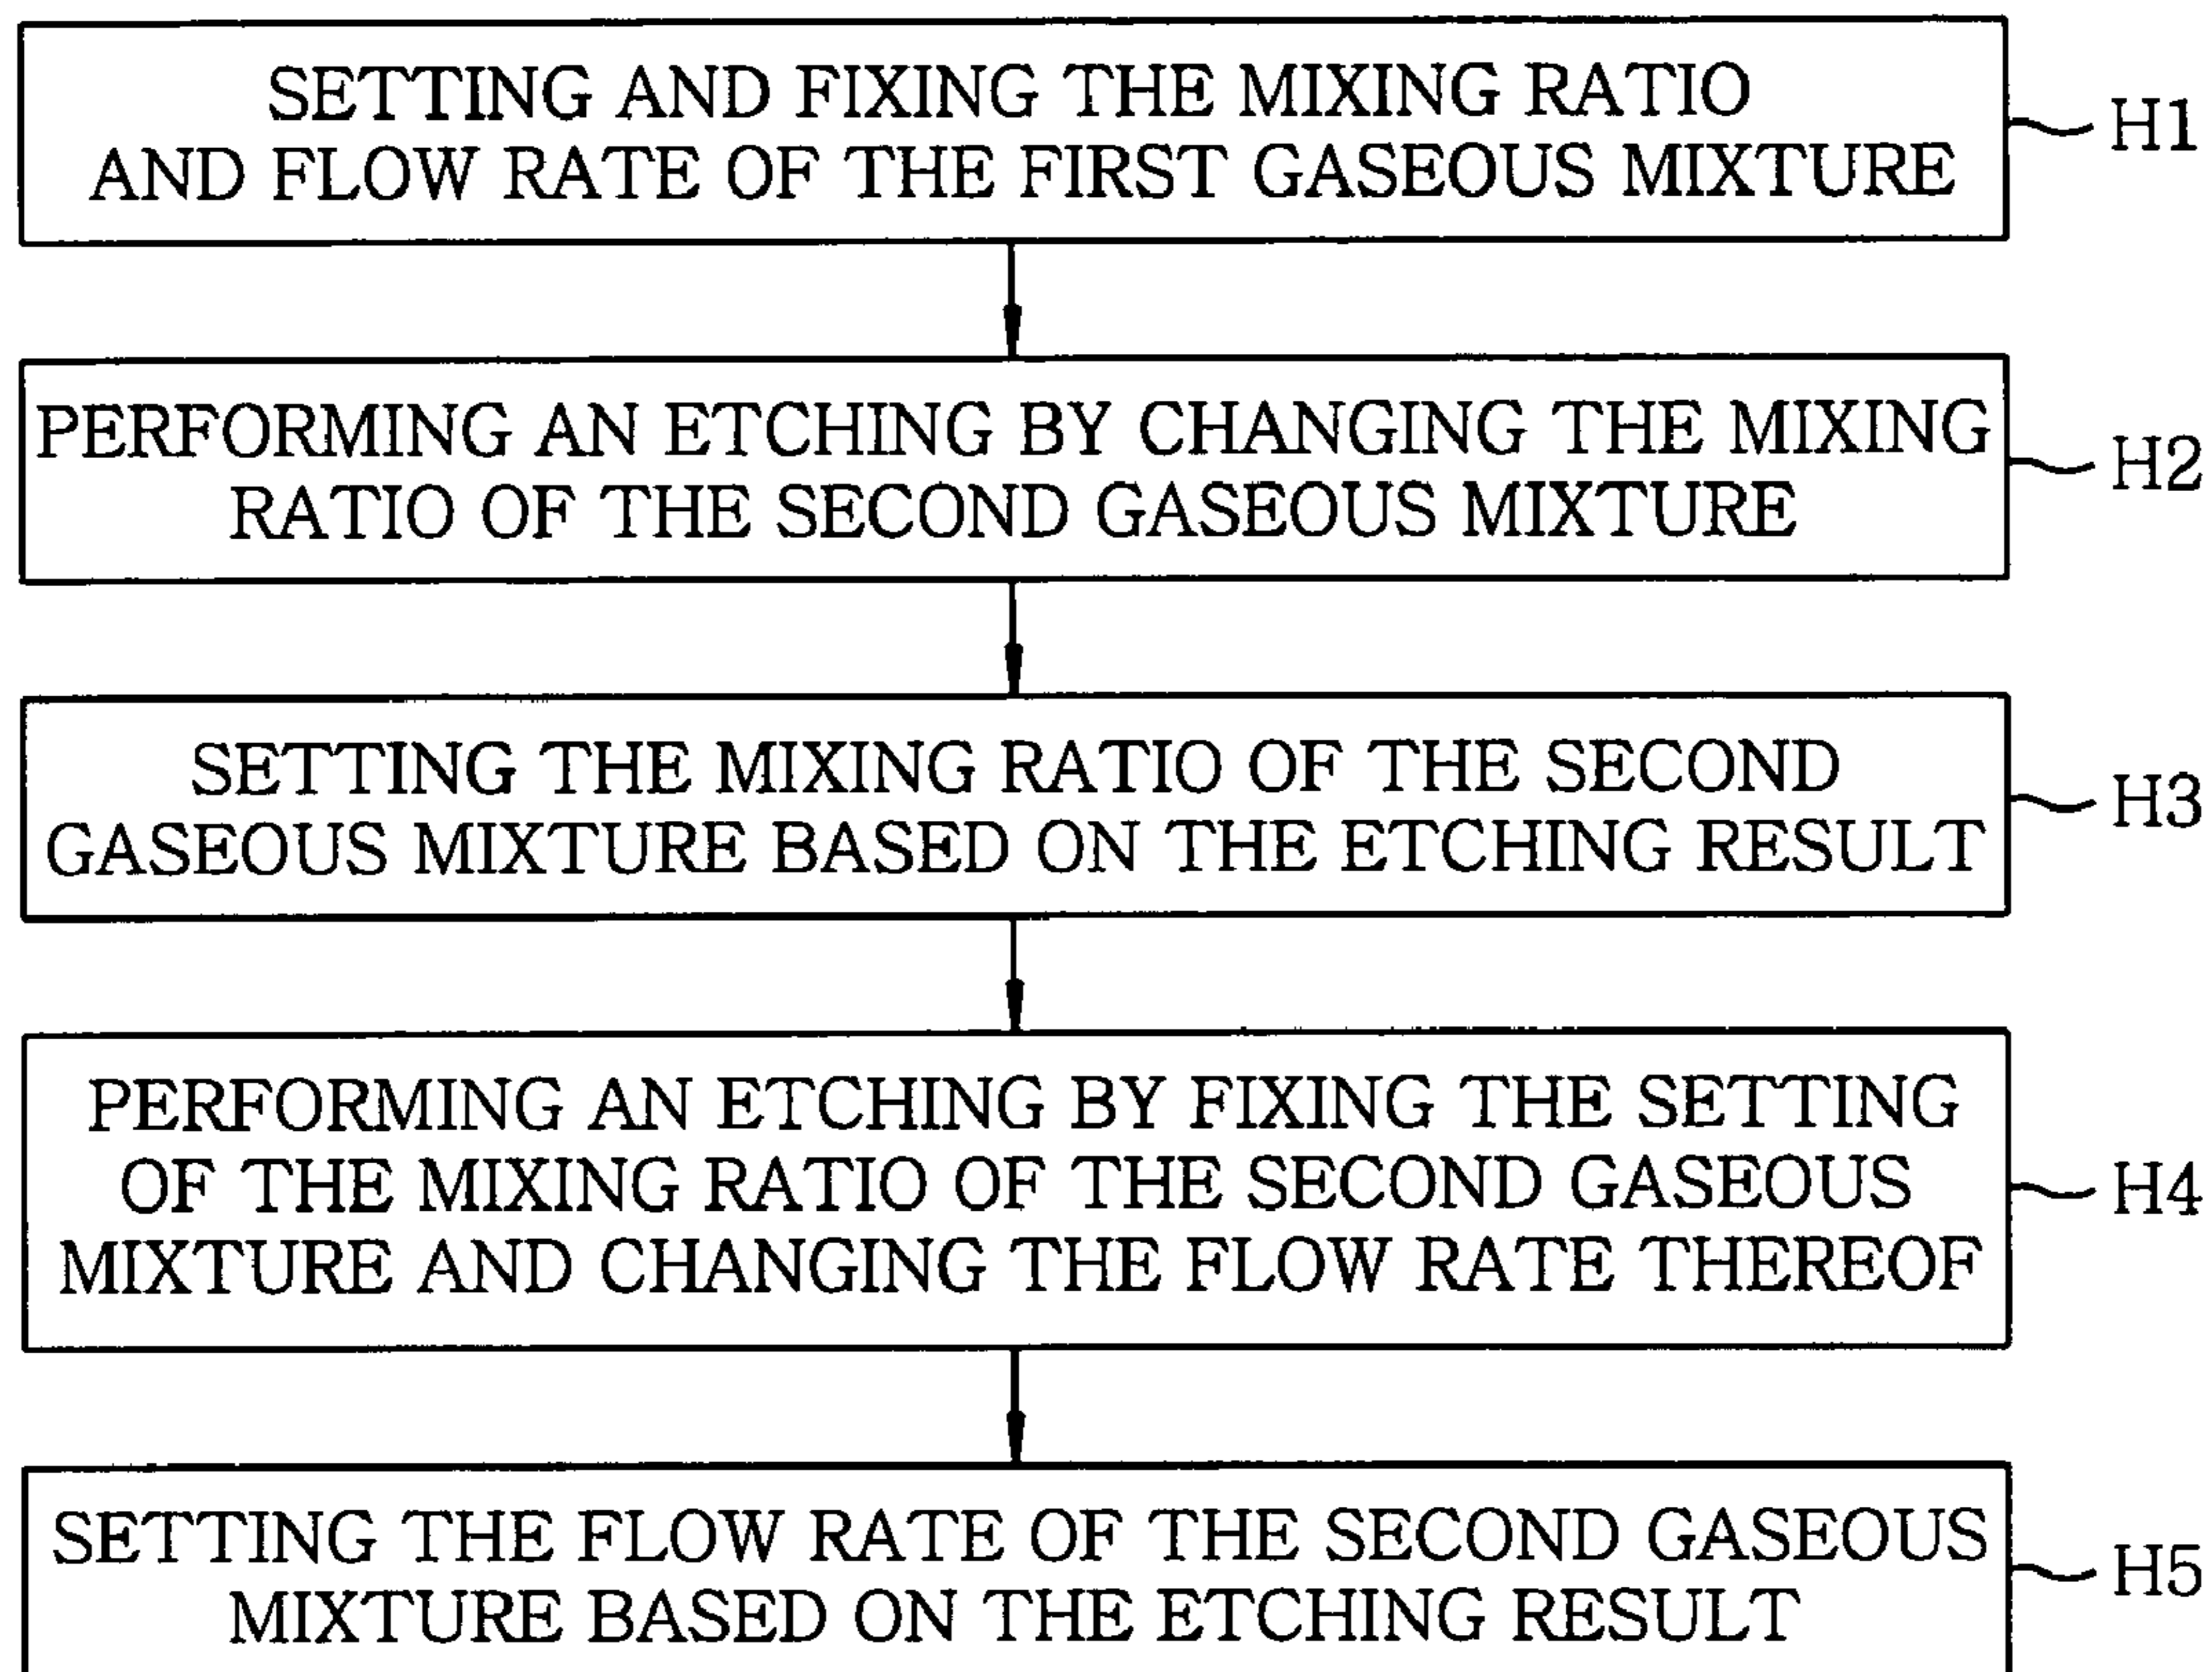 SETTING AND FIXING THE MIXING RATIO
AND FLOW RATE OF THE FIRST GASEOUS MIXTURE
H1
PERFORMING AN ETCHING BY CHANGING THE MIXING
RATIO OF THE SECOND GASEOUS MIXTURE
H2
SETTING THE MIXING RATIO OF THE SECOND
GASEOUS MIXTURE BASED ON THE ETCHING RESULT
H3
PERFORMING AN ETCHING BY FIXING THE SETTING
OF THE MIXING RATIO OF THE SECOND GASEOUS
MIXTURE AND CHANGING THE FLOW RATE THEREOF
H4
SETTING THE FLOW RATE OF THE SECOND GASEOUS
MIXTURE BASED ON THE ETCHING RESULT
H5